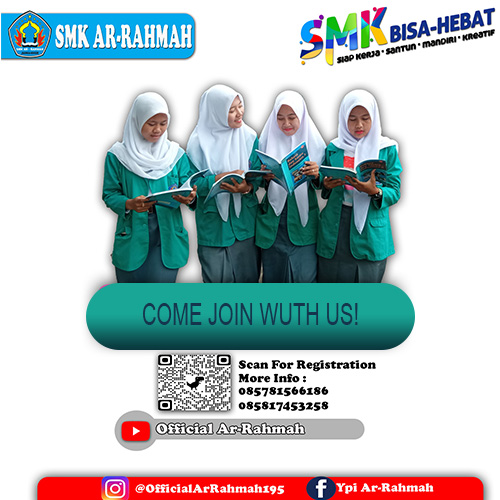 SMK AR-RAHMAH
SMK BISA-HEBAT
SIAP KERJA • SANTUN • MANDIRI • KREATIF
COME JOIN WUTH US!
Scan For Registration
More Info :
085781566186
085817453258
Official Ar-Rahmah
@OfficialArRahmah195
Ypi Ar-Rahmah